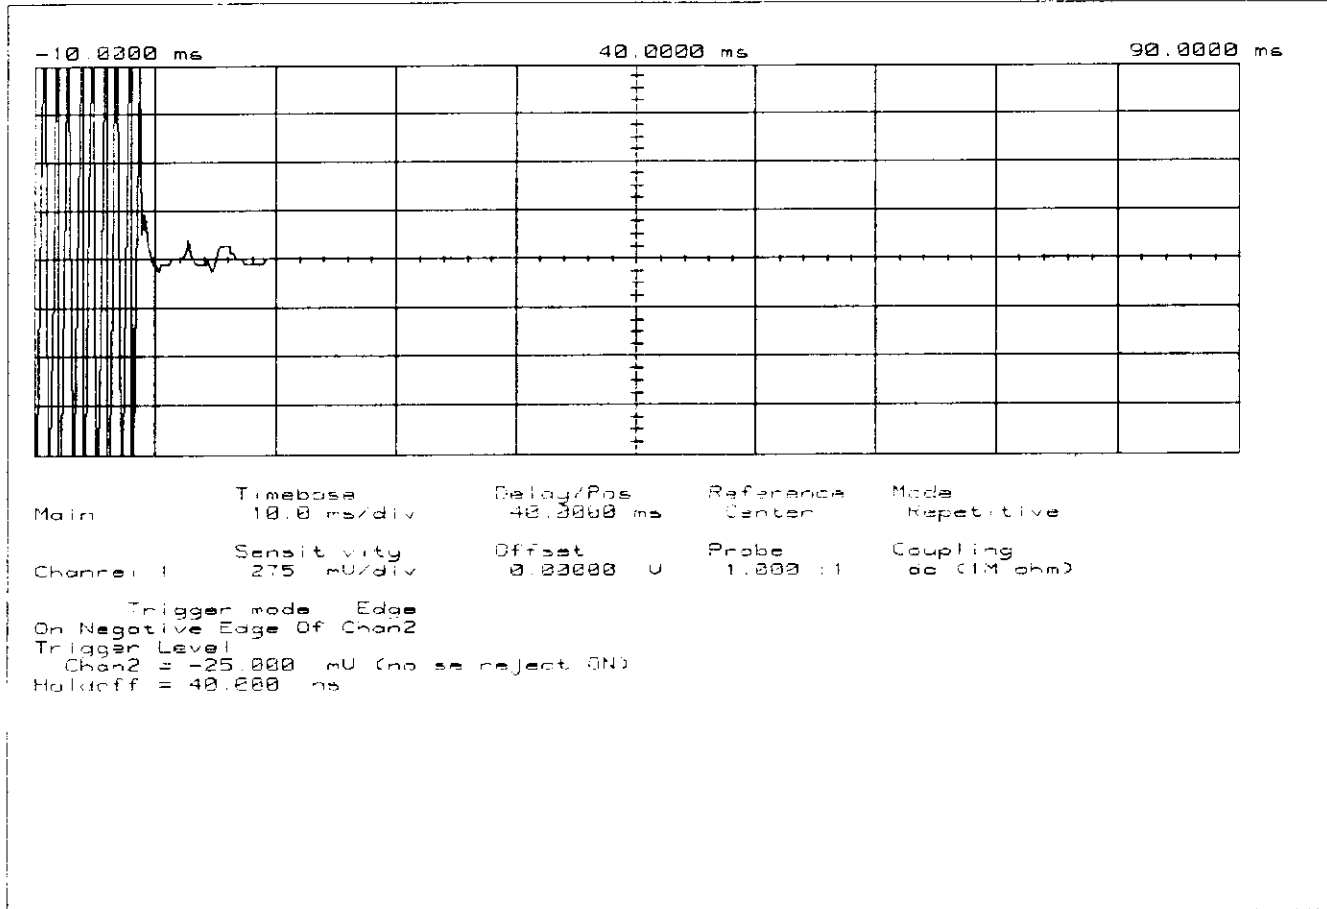 -10.0000 ms 40.0000 ms 90.0000 ms
Timebase Delay/Pos Reference Mode
Main 10.0 ms/div 40.0000 ms Center Repetitive
Sensitivity Offset Probe Coupling
Channel 1 275 mV/div 0.00000 V 1.000 :1 (1M ohm)
Trigger mode Edge
On Negative Edge Of Chan2
Trigger Level
Chan2 = -25.000 mV (noise reject ON)
Holdoff = 40.000 ns